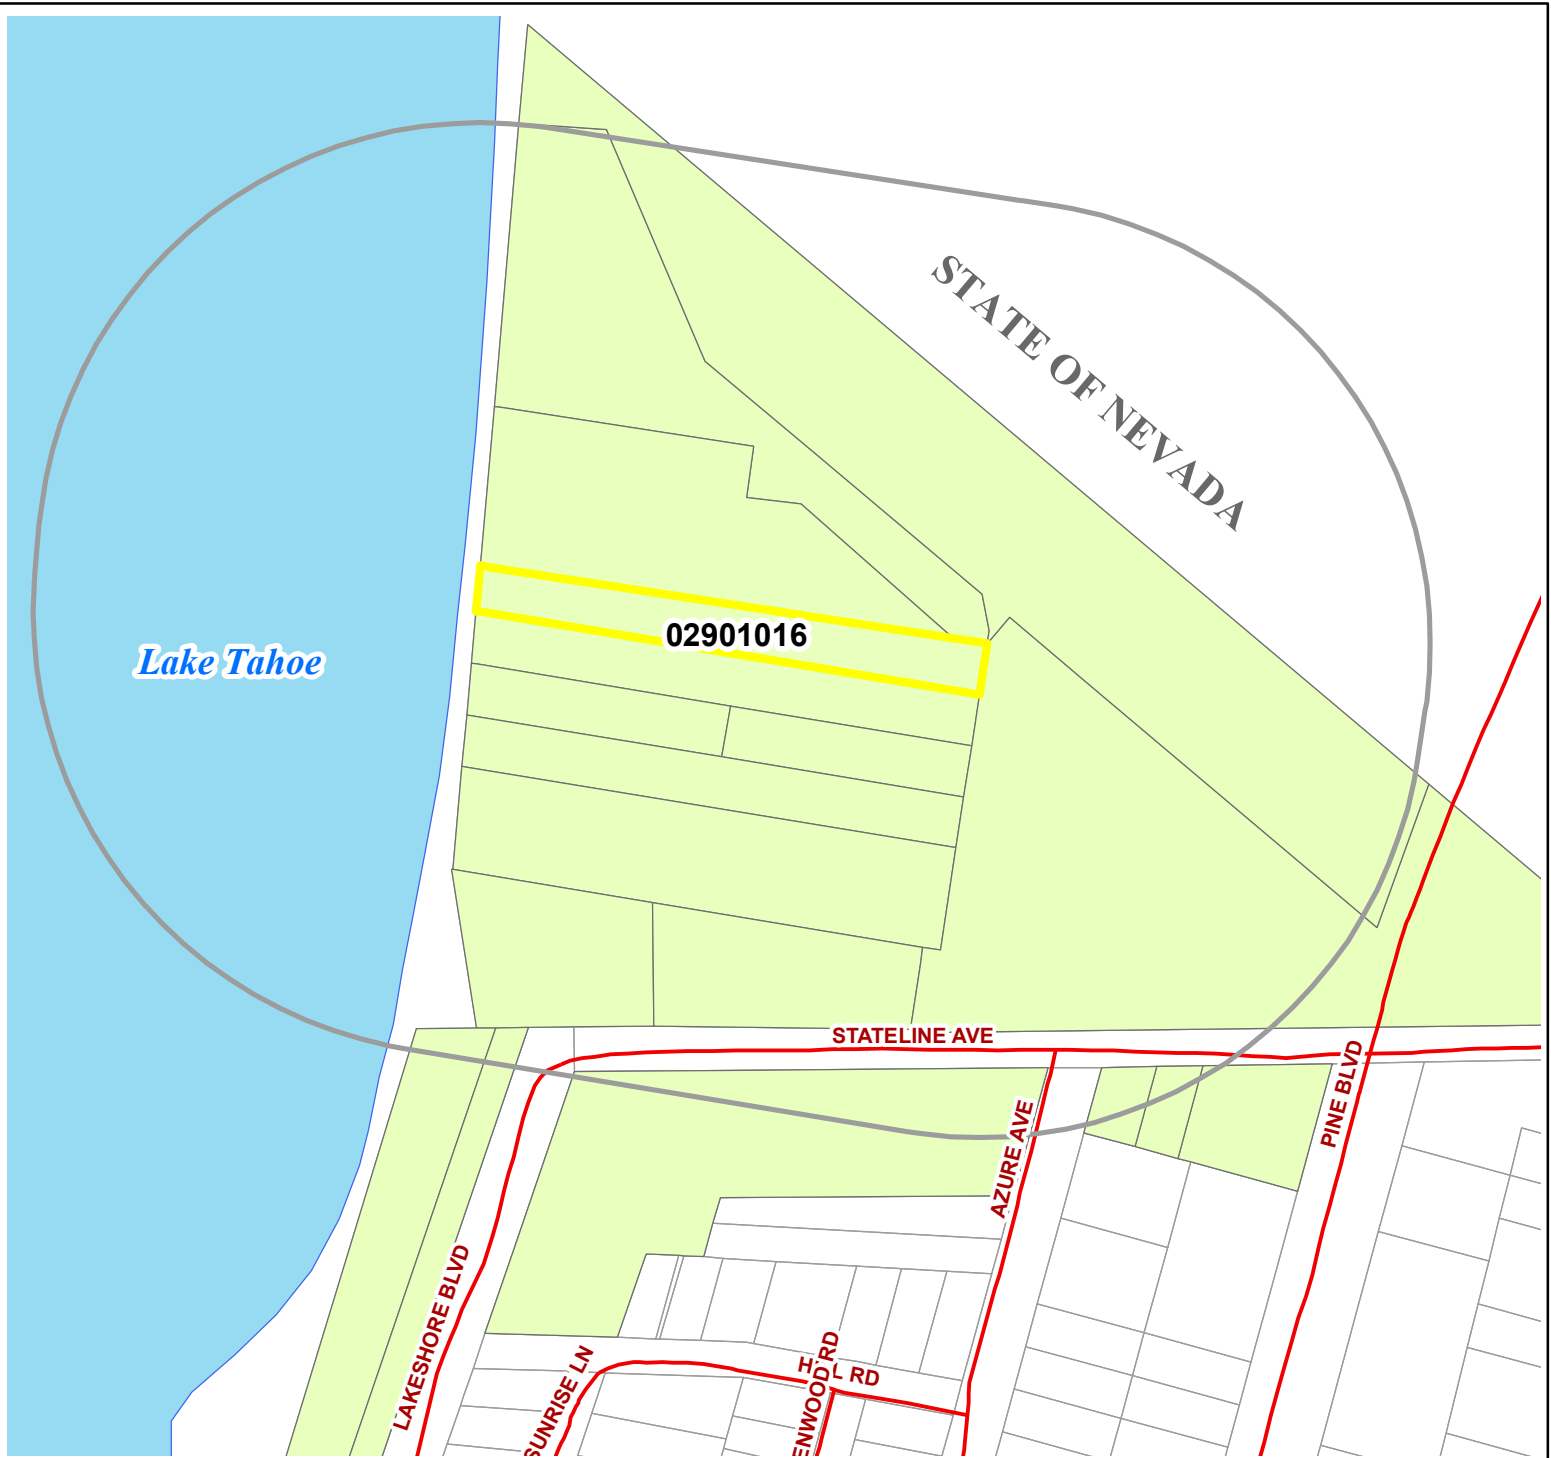 STATE OF NEVADA
02901016
Lake Tahoe
STATELINE AVE
PINE BLVD
AZURE AVE
LAKESHORE BLVD
SUNRISE LN
RD